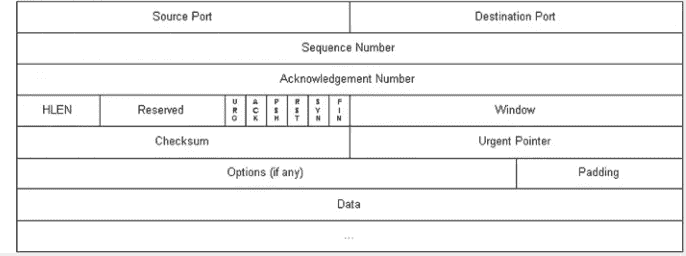 Source Port Destination Port
Sequence Number
Acknowledgement Number
HLEN Reserved URG ACK PSH RST SYN FIN Window
Checksum Urgent Pointer
Options (if any) Padding
Data
...